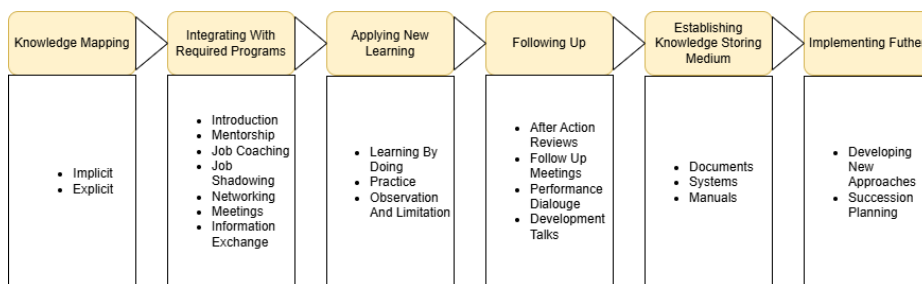 Knowledge Mapping
Integrating With
Required Programs
Applying New
Learning
Following Up
Establishing
Knowledge Storing
Medium
Implementing Futhe
• Implicit
• Explicit
• Introduction
• Mentorship
• Job Coaching
• Job
Shadowing
• Networking
• Meetings
• Information
Exchange
• Learning By
Doing
• Practice
• Observation
And Limitation
• After Action
Reviews
• Follow Up
Meetings
• Performance
Dialouge
• Development
Talks
• Documents
• Systems
• Manuals
• Developing
New
Approaches
• Succession
Planning